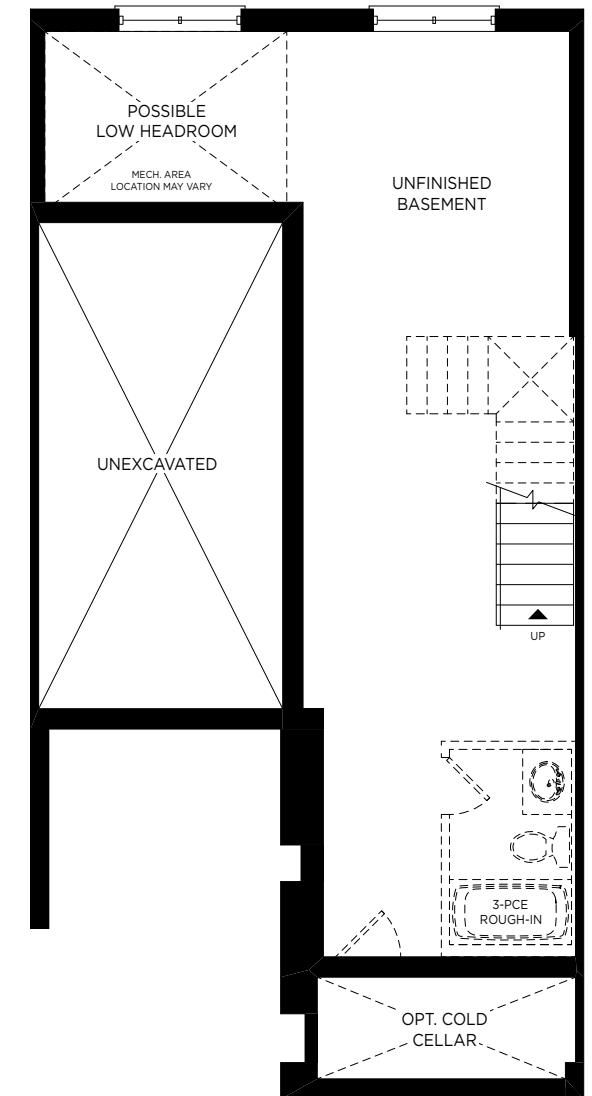 POSSIBLE
LOW HEADROOM
MECH. AREA
LOCATION MAY VARY
UNFINISHED
BASEMENT
UNEXCAVATED
UP
3-PCE
ROUGH-IN
OPT. COLD
CELLAR